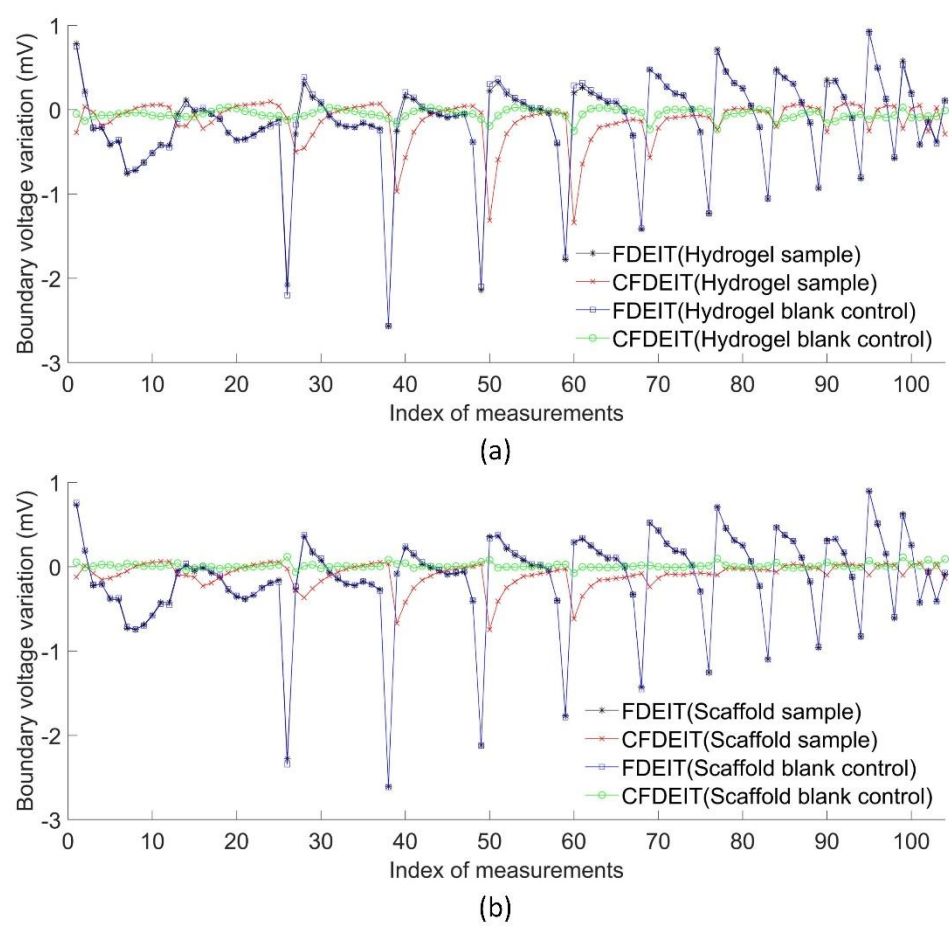 1
0
-1
-2
-3
Boundary voltage variation (mV)
FDEIT(Hydrogel sample)
CFDEIT(Hydrogel sample)
FDEIT(Hydrogel blank control)
CFDEIT(Hydrogel blank control)
0 10 20 30 40 50 60 70 80 90 100
Index of measurements
(a)
1
0
-1
-2
-3
Boundary voltage variation (mV)
FDEIT(Scaffold sample)
CFDEIT(Scaffold sample)
FDEIT(Scaffold blank control)
CFDEIT(Scaffold blank control)
0 10 20 30 40 50 60 70 80 90 100
Index of measurements
(b)